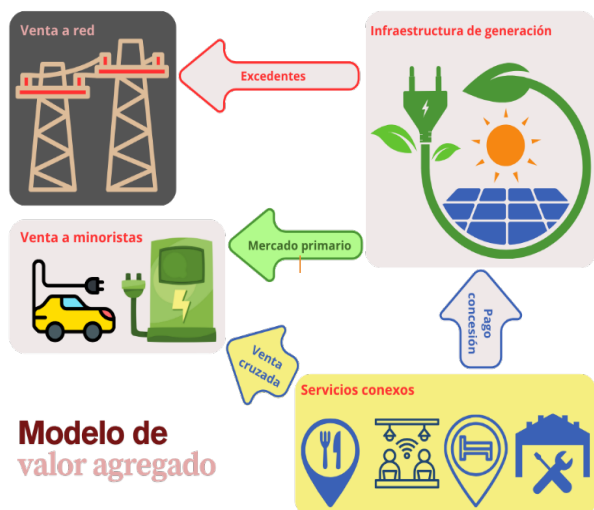 Venta a red
Excedentes
Infraestructura de generación
Venta a minoristas
Mercado primario
Pago
concesión
Venta
cruzada
Servicios conexos
Modelo de
valor agregado